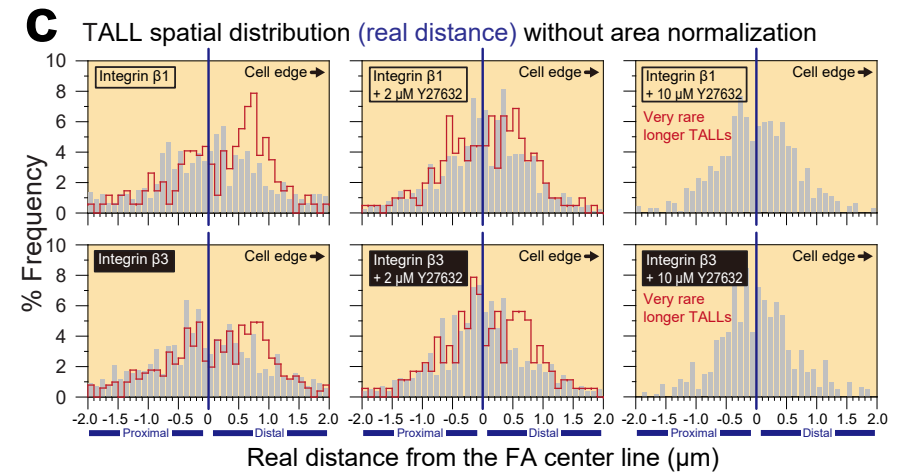 C TALL spatial distribution (real distance) without area normalization
% Frequency
10 8 6 4 2 0
Integrin β1
Cell edge →
Integrin β1
+ 2 µM Y27632
Cell edge →
Integrin β1
+ 10 µM Y27632
Cell edge →
Very rare
longer TALLs
10 8 6 4 2 0
Integrin β3
Cell edge →
Integrin β3
+ 2 µM Y27632
Cell edge →
Integrin β3
+ 10 µM Y27632
Cell edge →
Very rare
longer TALLs
-2.0 1.5 -1.0 -0.5 0 0.5 1.0 1.5 2.0
-2.0 -1.5 -1.0 -0.5 0 0.5 1.0 1.5 2.0
-2.0 -1.5 -1.0 -0.5 0 0.5 1.0 1.5 2.0
Proximal Distal
Proximal Distal
Proximal Distal
Real distance from the FA center line (µm)